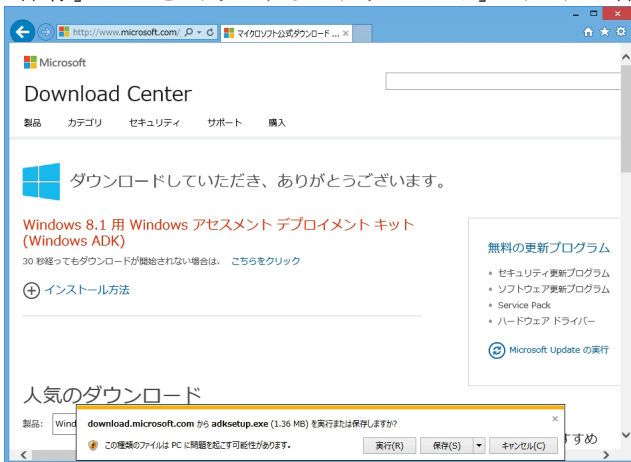 http://www.microsoft.com/
マイクロソフト公式ダウンロード ...
Microsoft
Download Center
製品 カテゴリ セキュリティ サポート 購入
ダウンロードしていただき、ありがとうございます。
Windows 8.1 用 Windows アセスメント デプロイメント キット
(Windows ADK)
30 秒経ってもダウンロードが開始されない場合は、 こちらをクリック
インストール方法
無料の更新プログラム
セキュリティ更新プログラム
ソフトウェア更新プログラム
Service Pack
ハードウェア ドライバー
Microsoft Update の実行
人気のダウンロード
製品: Wind
download.microsoft.com から adksetup.exe (1.36 MB) を実行または保存しますか?
この種類のファイルは PC に問題を起こす可能性があります。
実行(R) 保存(S) キャンセル(C)
すめ